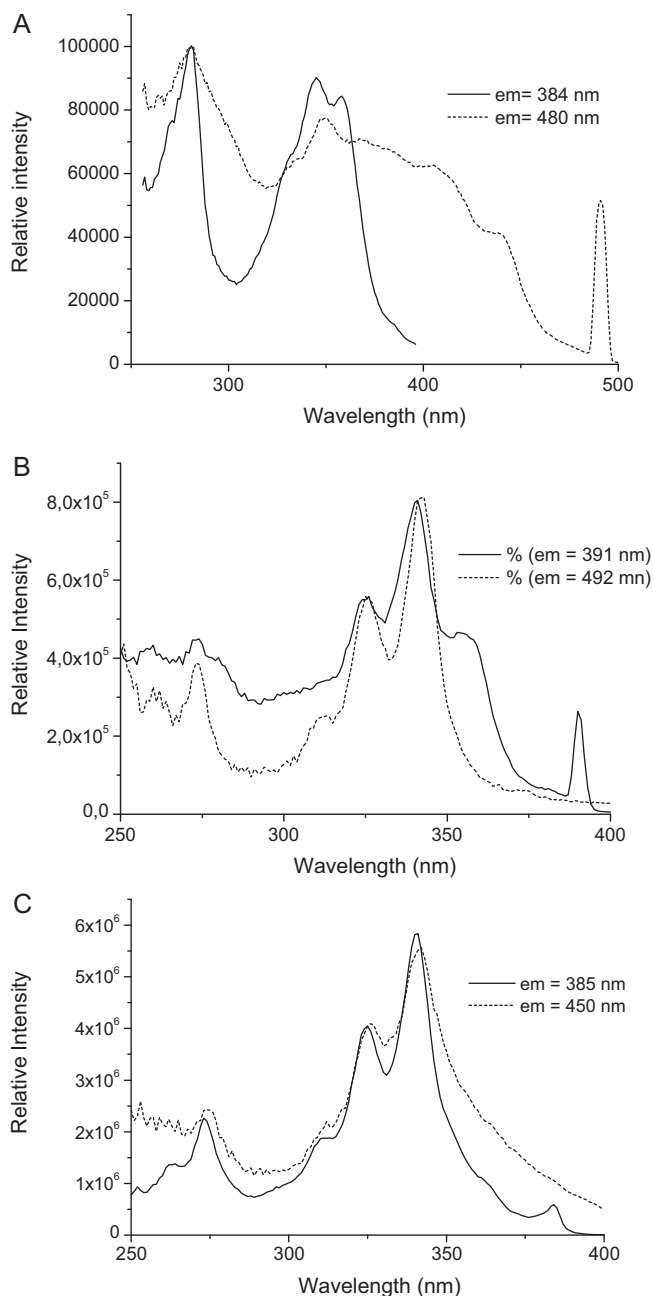 A
100000
80000
60000
40000
20000
0
Relative intensity
em= 384 nm
em= 480 nm
300
400
500
Wavelength (nm)
B
8,0x10⁵
6,0x10⁵
4,0x10⁵
2,0x10⁵
0,0
Relative Intensity
% (em = 391 nm)
% (em = 492 mn)
250
300
350
400
Wavelength (nm)
C
6x10⁶
5x10⁶
4x10⁶
3x10⁶
2x10⁶
1x10⁶
0
Relative Intensity
em = 385 nm
em = 450 nm
250
300
350
400
Wavelength (nm)